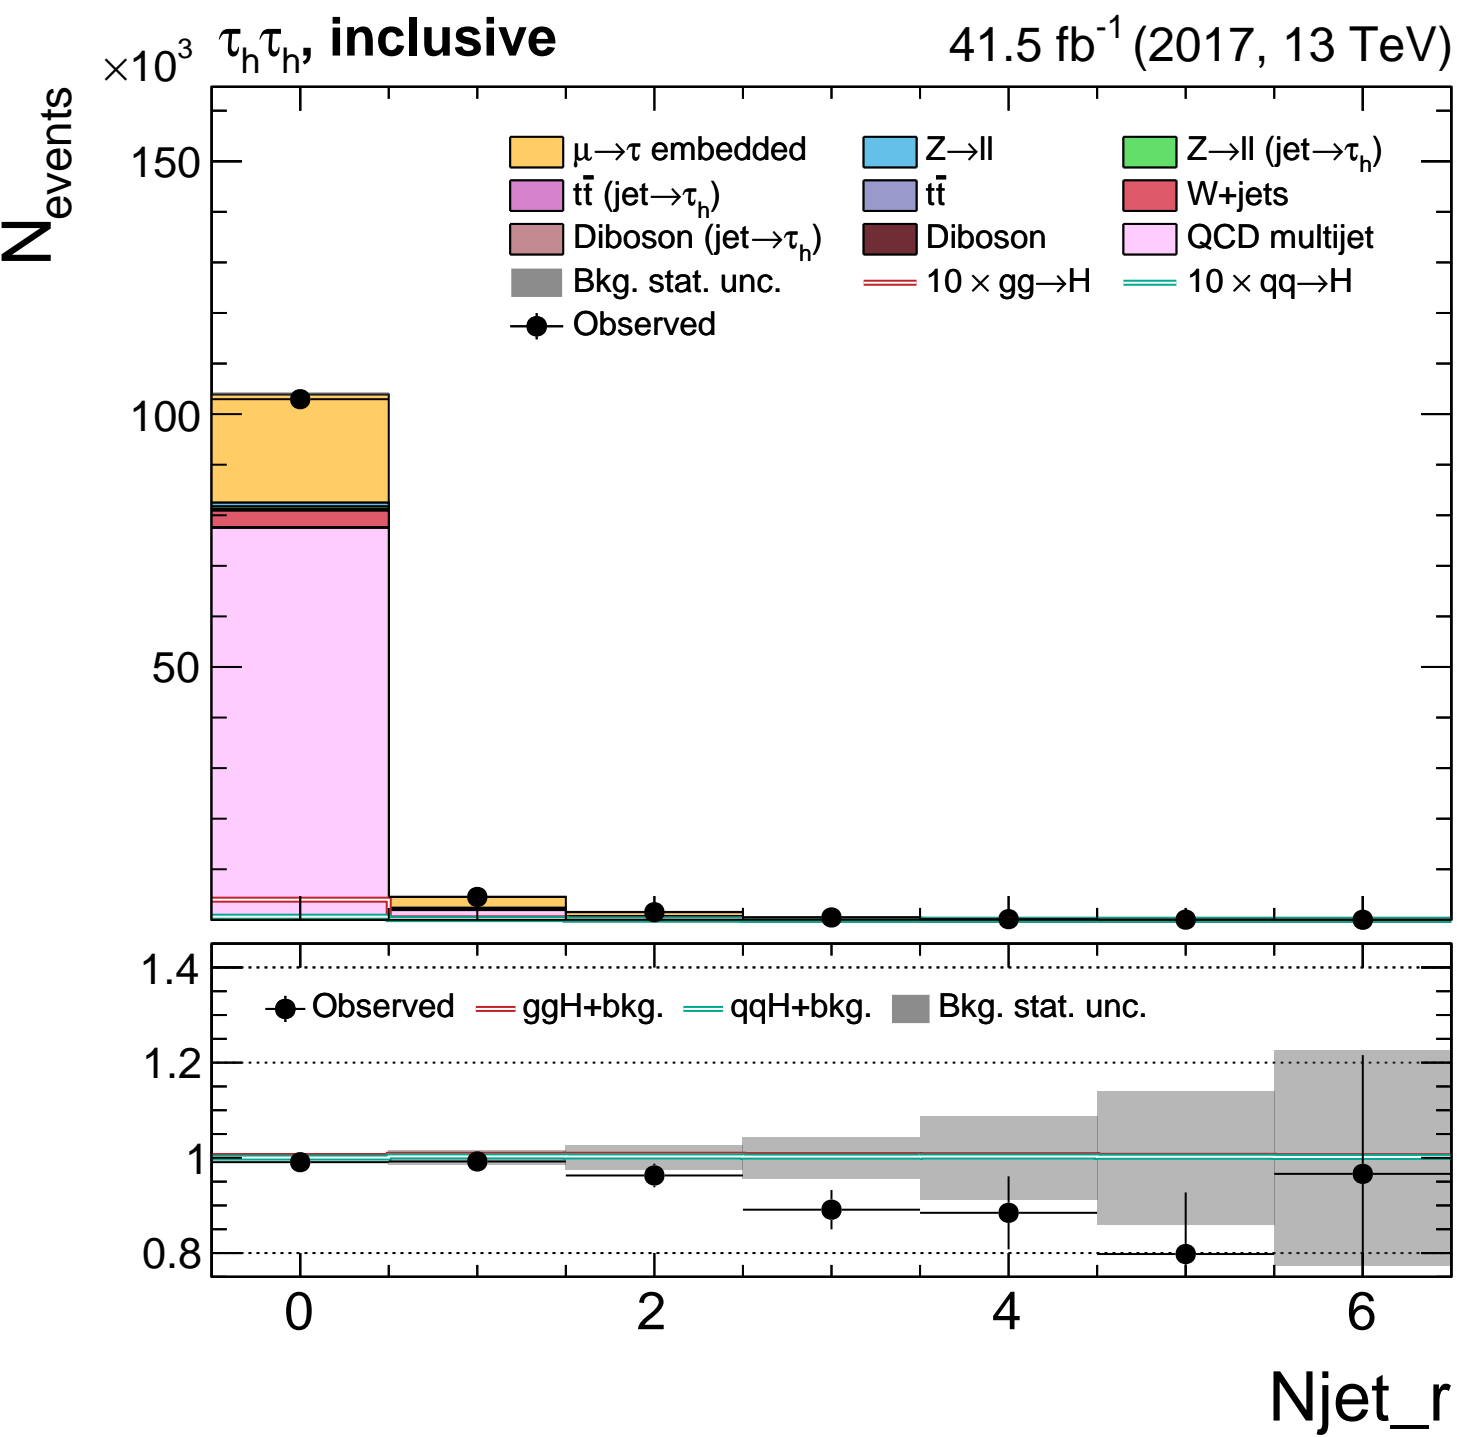 ×10³ τₕτₕ, inclusive 41.5 fb⁻¹ (2017, 13 TeV)
N_events
150
100
50
μ→τ embedded Z→ll Z→ll (jet→τₕ)
tt̄ (jet→τₕ) tt̄ W+jets
Diboson (jet→τₕ) Diboson QCD multijet
Bkg. stat. unc. 10 × gg→H 10 × qq→H
Observed
1.4
1.2
1
0.8
Observed ggH+bkg. qqH+bkg. Bkg. stat. unc.
0 2 4 6
Njet_r